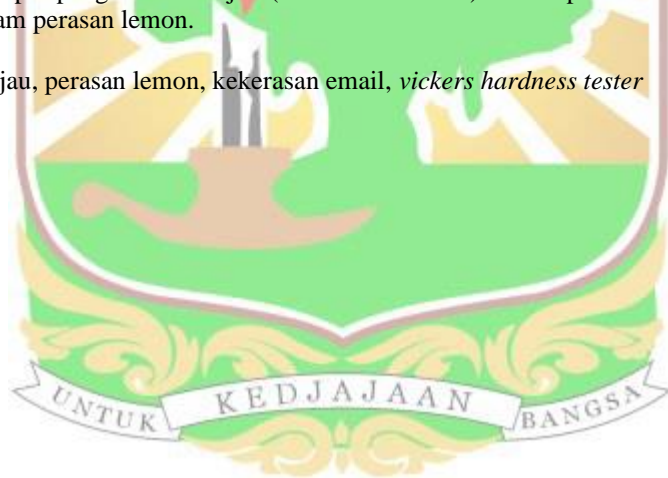 am perasan lemon.
jau, perasan lemon, kekerasan email, vickers hardness tester
UNTUK KEDJAJAAN BANGSA